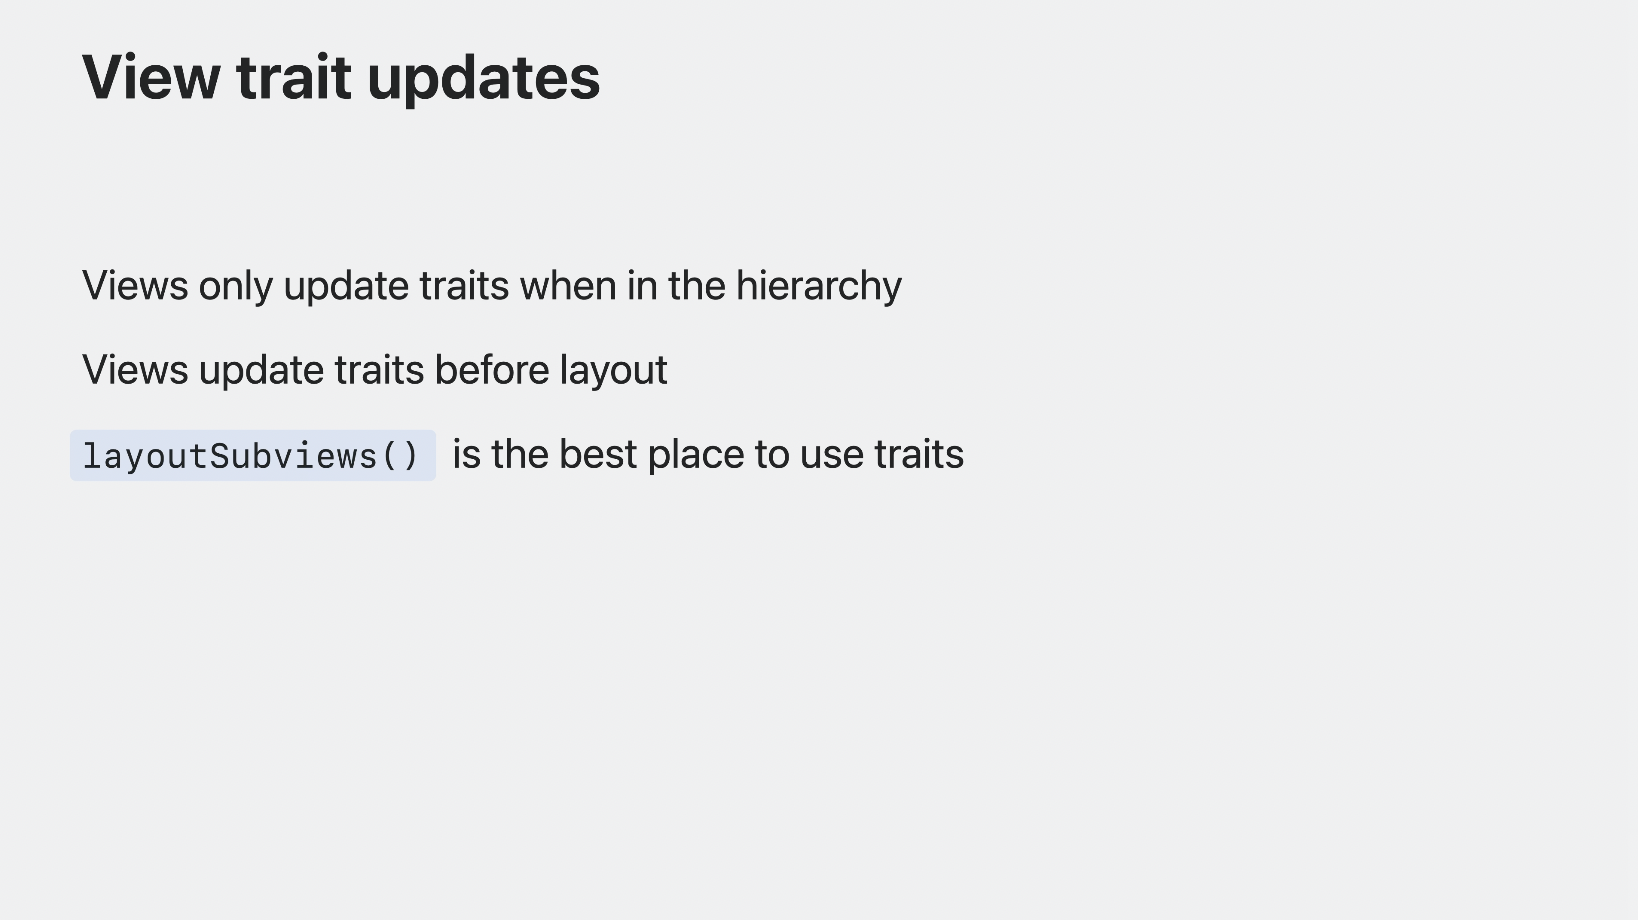 View trait updates
Views only update traits when in the hierarchy
Views update traits before layout
layoutSubviews() is the best place to use traits